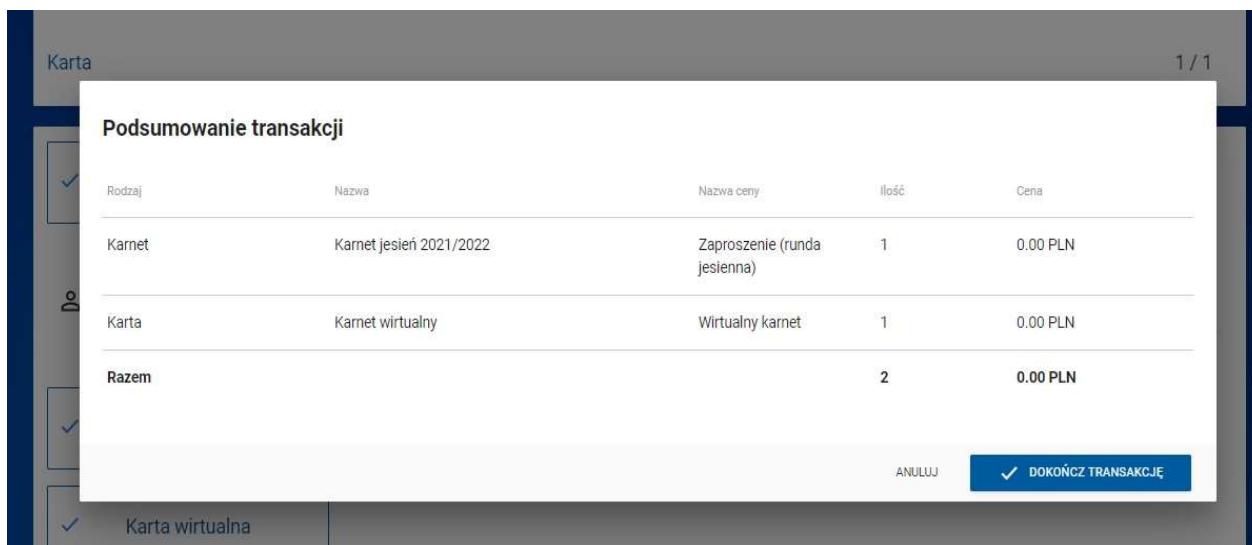 Karta 1 / 1
Podsumowanie transakcji
Rodzaj Nazwa Nazwa ceny Ilość Cena
Karnet Karnet jesień 2021/2022 Zaproszenie (runda 1 0.00 PLN
jesienna)
Karta Karnet wirtualny Wirtualny karnet 1 0.00 PLN
Razem 2 0.00 PLN
ANULUJ DOKOŃCZ TRANSAKCJĘ
Karta wirtualna